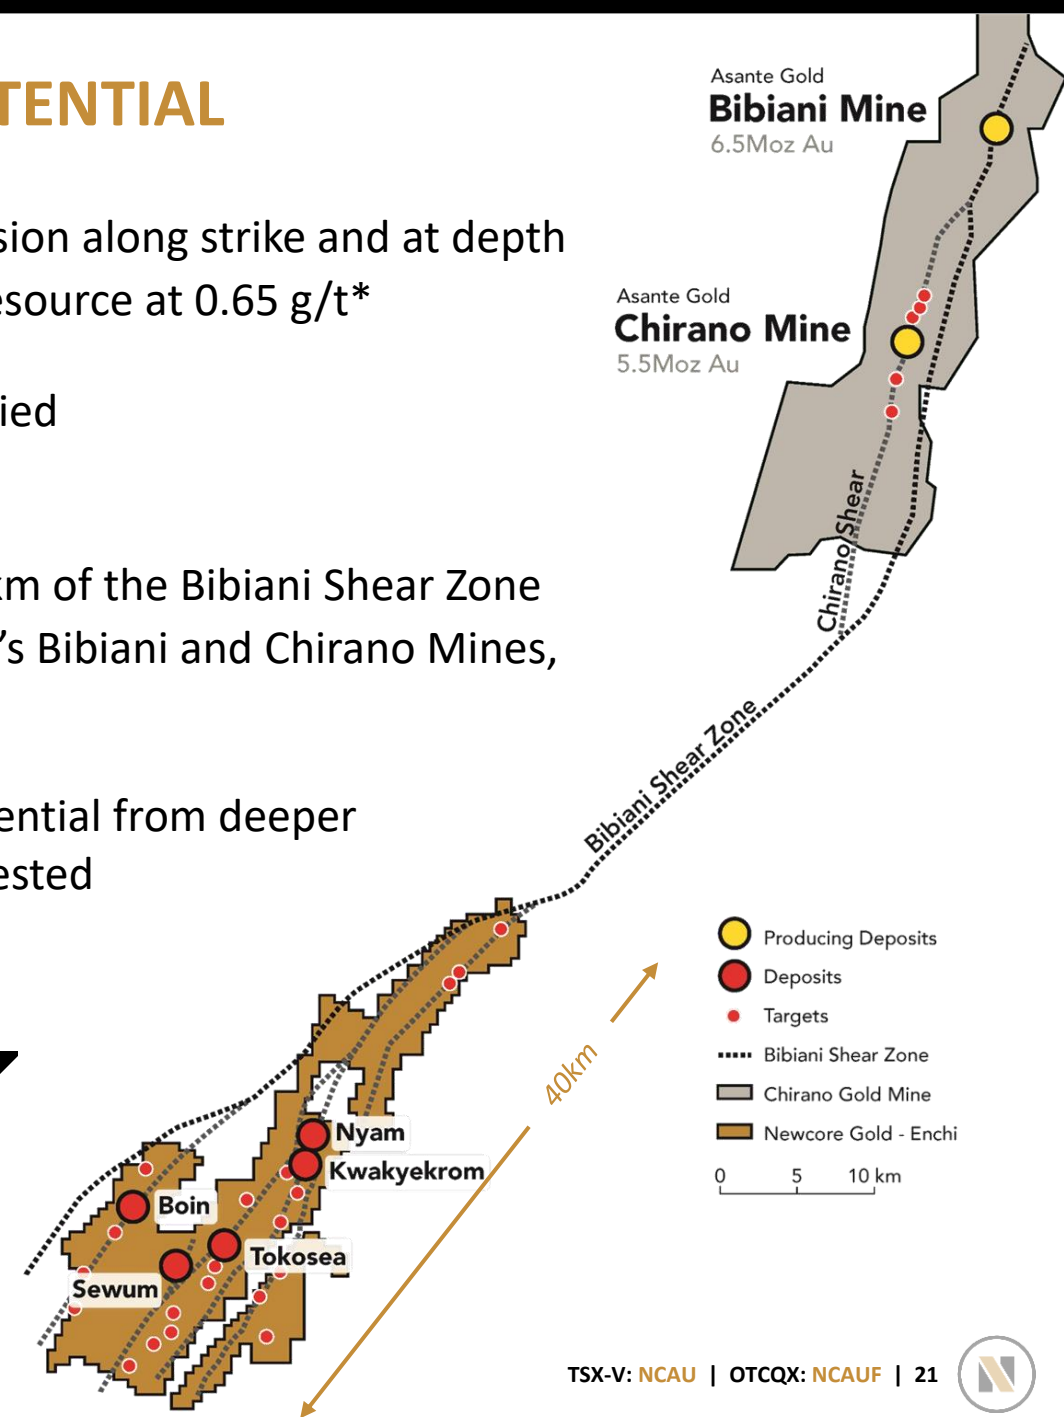 TENTIAL
sion along strike and at depth
esource at 0.65 g/t*
ied
km of the Bibiani Shear Zone
’s Bibiani and Chirano Mines,
ential from deeper
ested
Asante Gold
Bibiani Mine
6.5Moz Au
Asante Gold
Chirano Mine
5.5Moz Au
Chirano Shear
Bibiani Shear Zone
40km
Nyam
Kwakyekrom
Boin
Tokosea
Sewum
Producing Deposits
Deposits
Targets
Bibiani Shear Zone
Chirano Gold Mine
Newcore Gold - Enchi
0 5 10 km
TSX-V: NCAU | OTCQX: NCAUF | 21
N